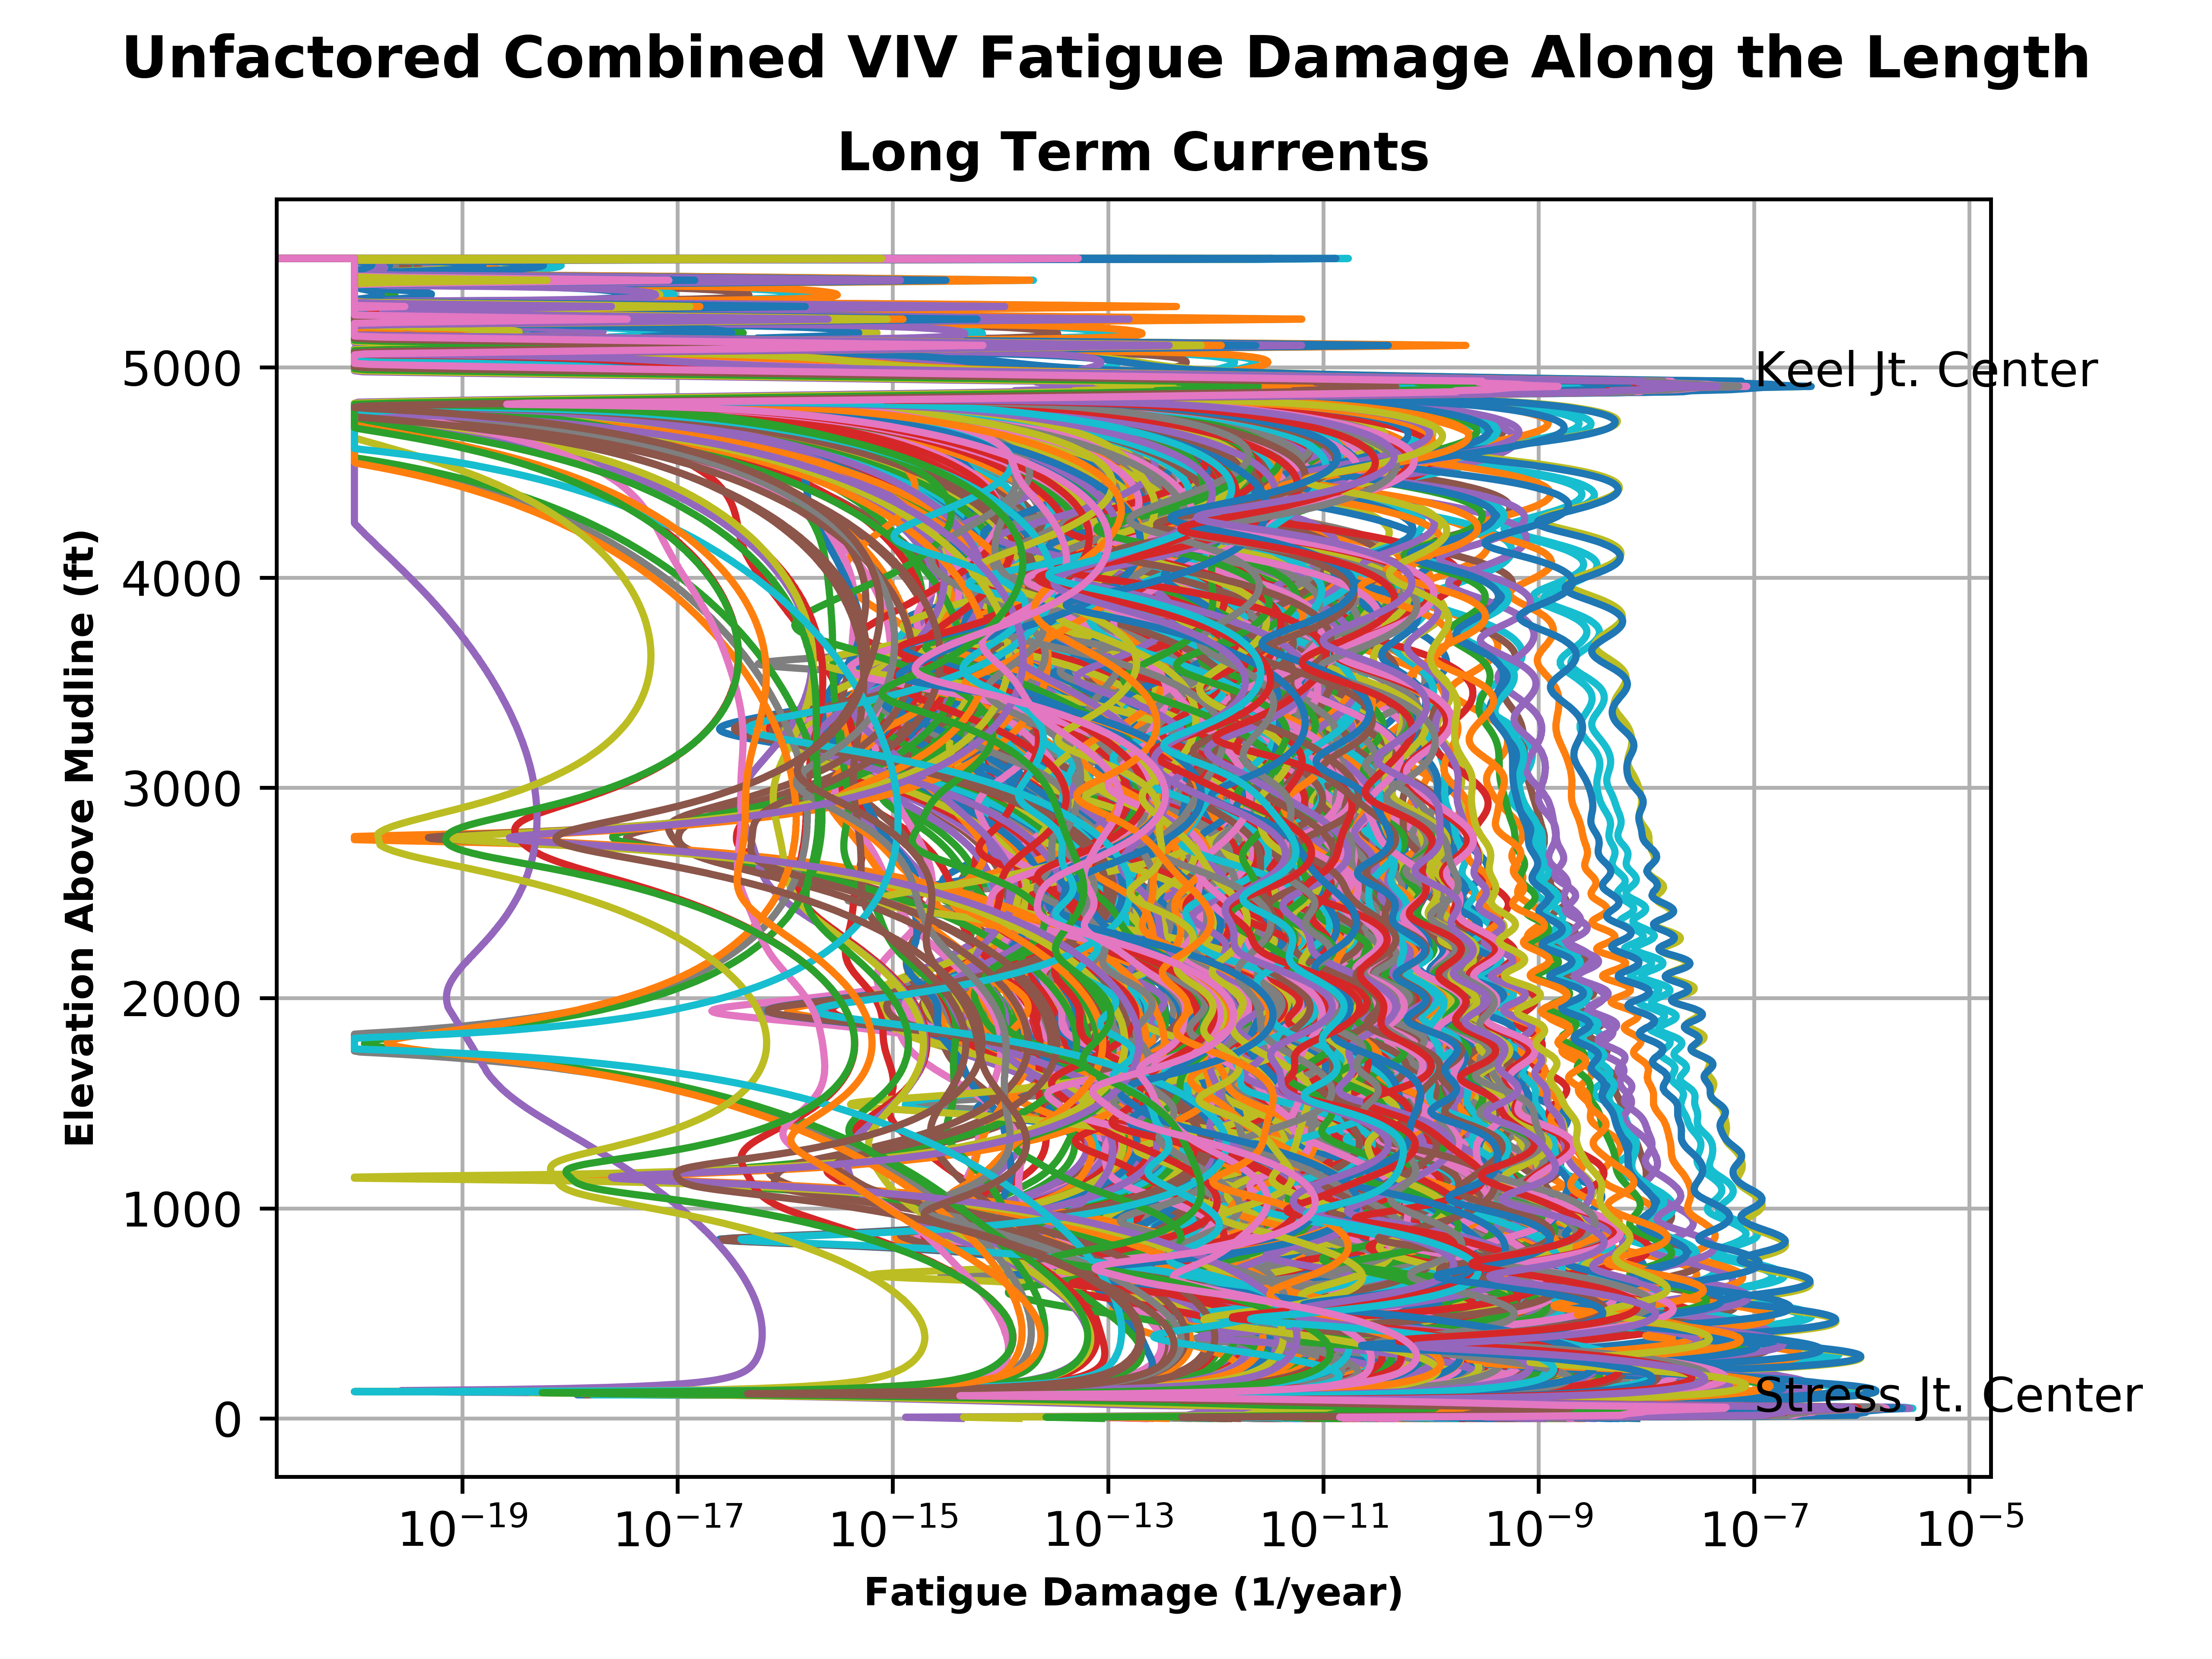 Unfactored Combined VIV Fatigue Damage Along the Length
Long Term Currents
Elevation Above Mudline (ft)
5000
4000
3000
2000
1000
0
Keel Jt. Center
Stress Jt. Center
10⁻¹⁹ 10⁻¹⁷ 10⁻¹⁵ 10⁻¹³ 10⁻¹¹ 10⁻⁹ 10⁻⁷ 10⁻⁵
Fatigue Damage (1/year)